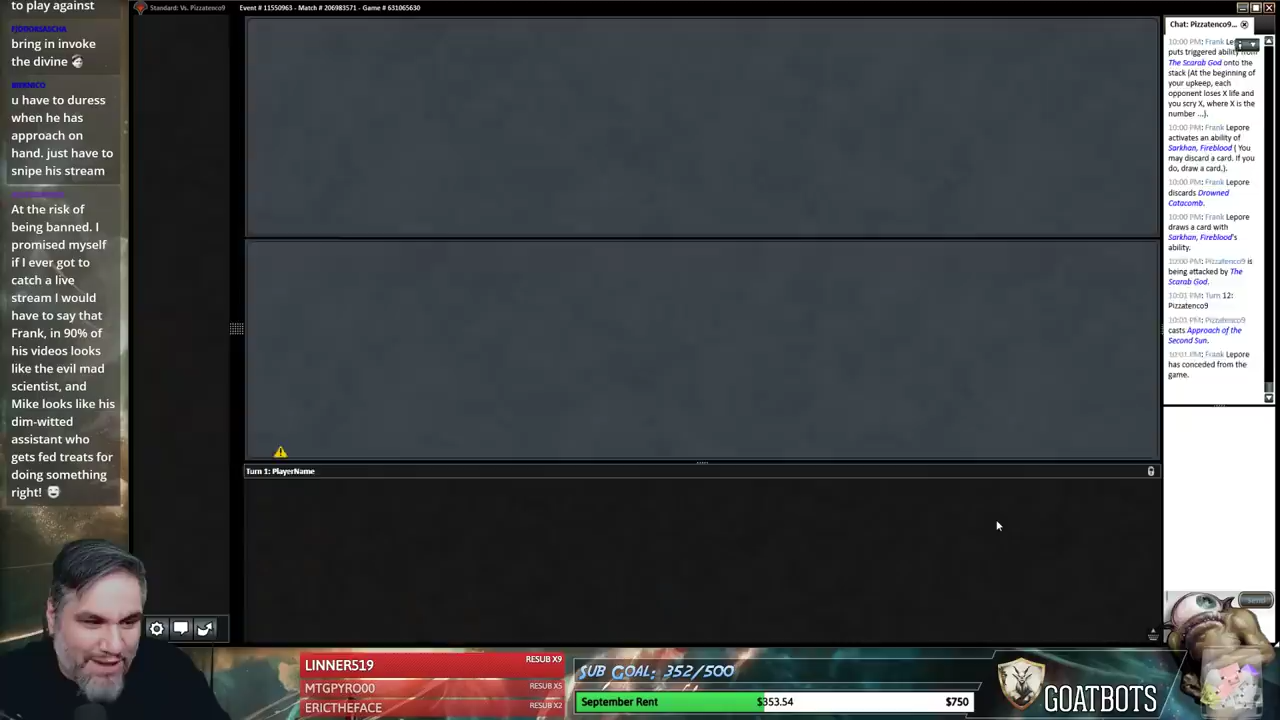 to play against
FJODORSASCHA
bring in invoke
the divine
u have to duress
when he has
approach on
hand. just have to
snipe his stream
At the risk of
being banned. I
promised myself
if I ever got to
catch a live
stream I would
have to say that
Frank, in 90% of
his videos looks
like the evil mad
scientist, and
Mike looks like his
dim-witted
assistant who
gets fed treats for
doing something
right!
Standard: Vs. Pizzatenco9
Event # 11550963 - Match # 206983571 - Game # 631065630
Turn 1: PlayerName
Chat: Pizzatenco9...
10:00 PM: Frank
puts triggered ability from
The Scarab God onto the
stack (At the beginning of
your upkeep, each
opponent loses X life and
you scry X, where X is the
number ...).
10:00 PM: Frank Lepore
activates an ability of
Sarkhan, Fireblood ( You
may discard a card. If you
do, draw a card.).
10:00 PM: Frank Lepore
discards Drowned
Catacomb.
10:00 PM: Frank Lepore
draws a card with
Sarkhan, Fireblood's
ability.
10:00 PM: Pizzatenco9 is
being attacked by The
Scarab God.
10:01 PM: Turn 12:
Pizzatenco9
10:01 PM: Pizzatenco9
casts Approach of the
Second Sun.
10:01 PM: Frank Lepore
has conceded from the
game.
Send
LINNER519 RESUB X9
MTGPYRO00 RESUB X5
ERICTHEFACE RESUB X2
SUB GOAL: 352/500
September Rent $353.54 $750
GOATBOTS